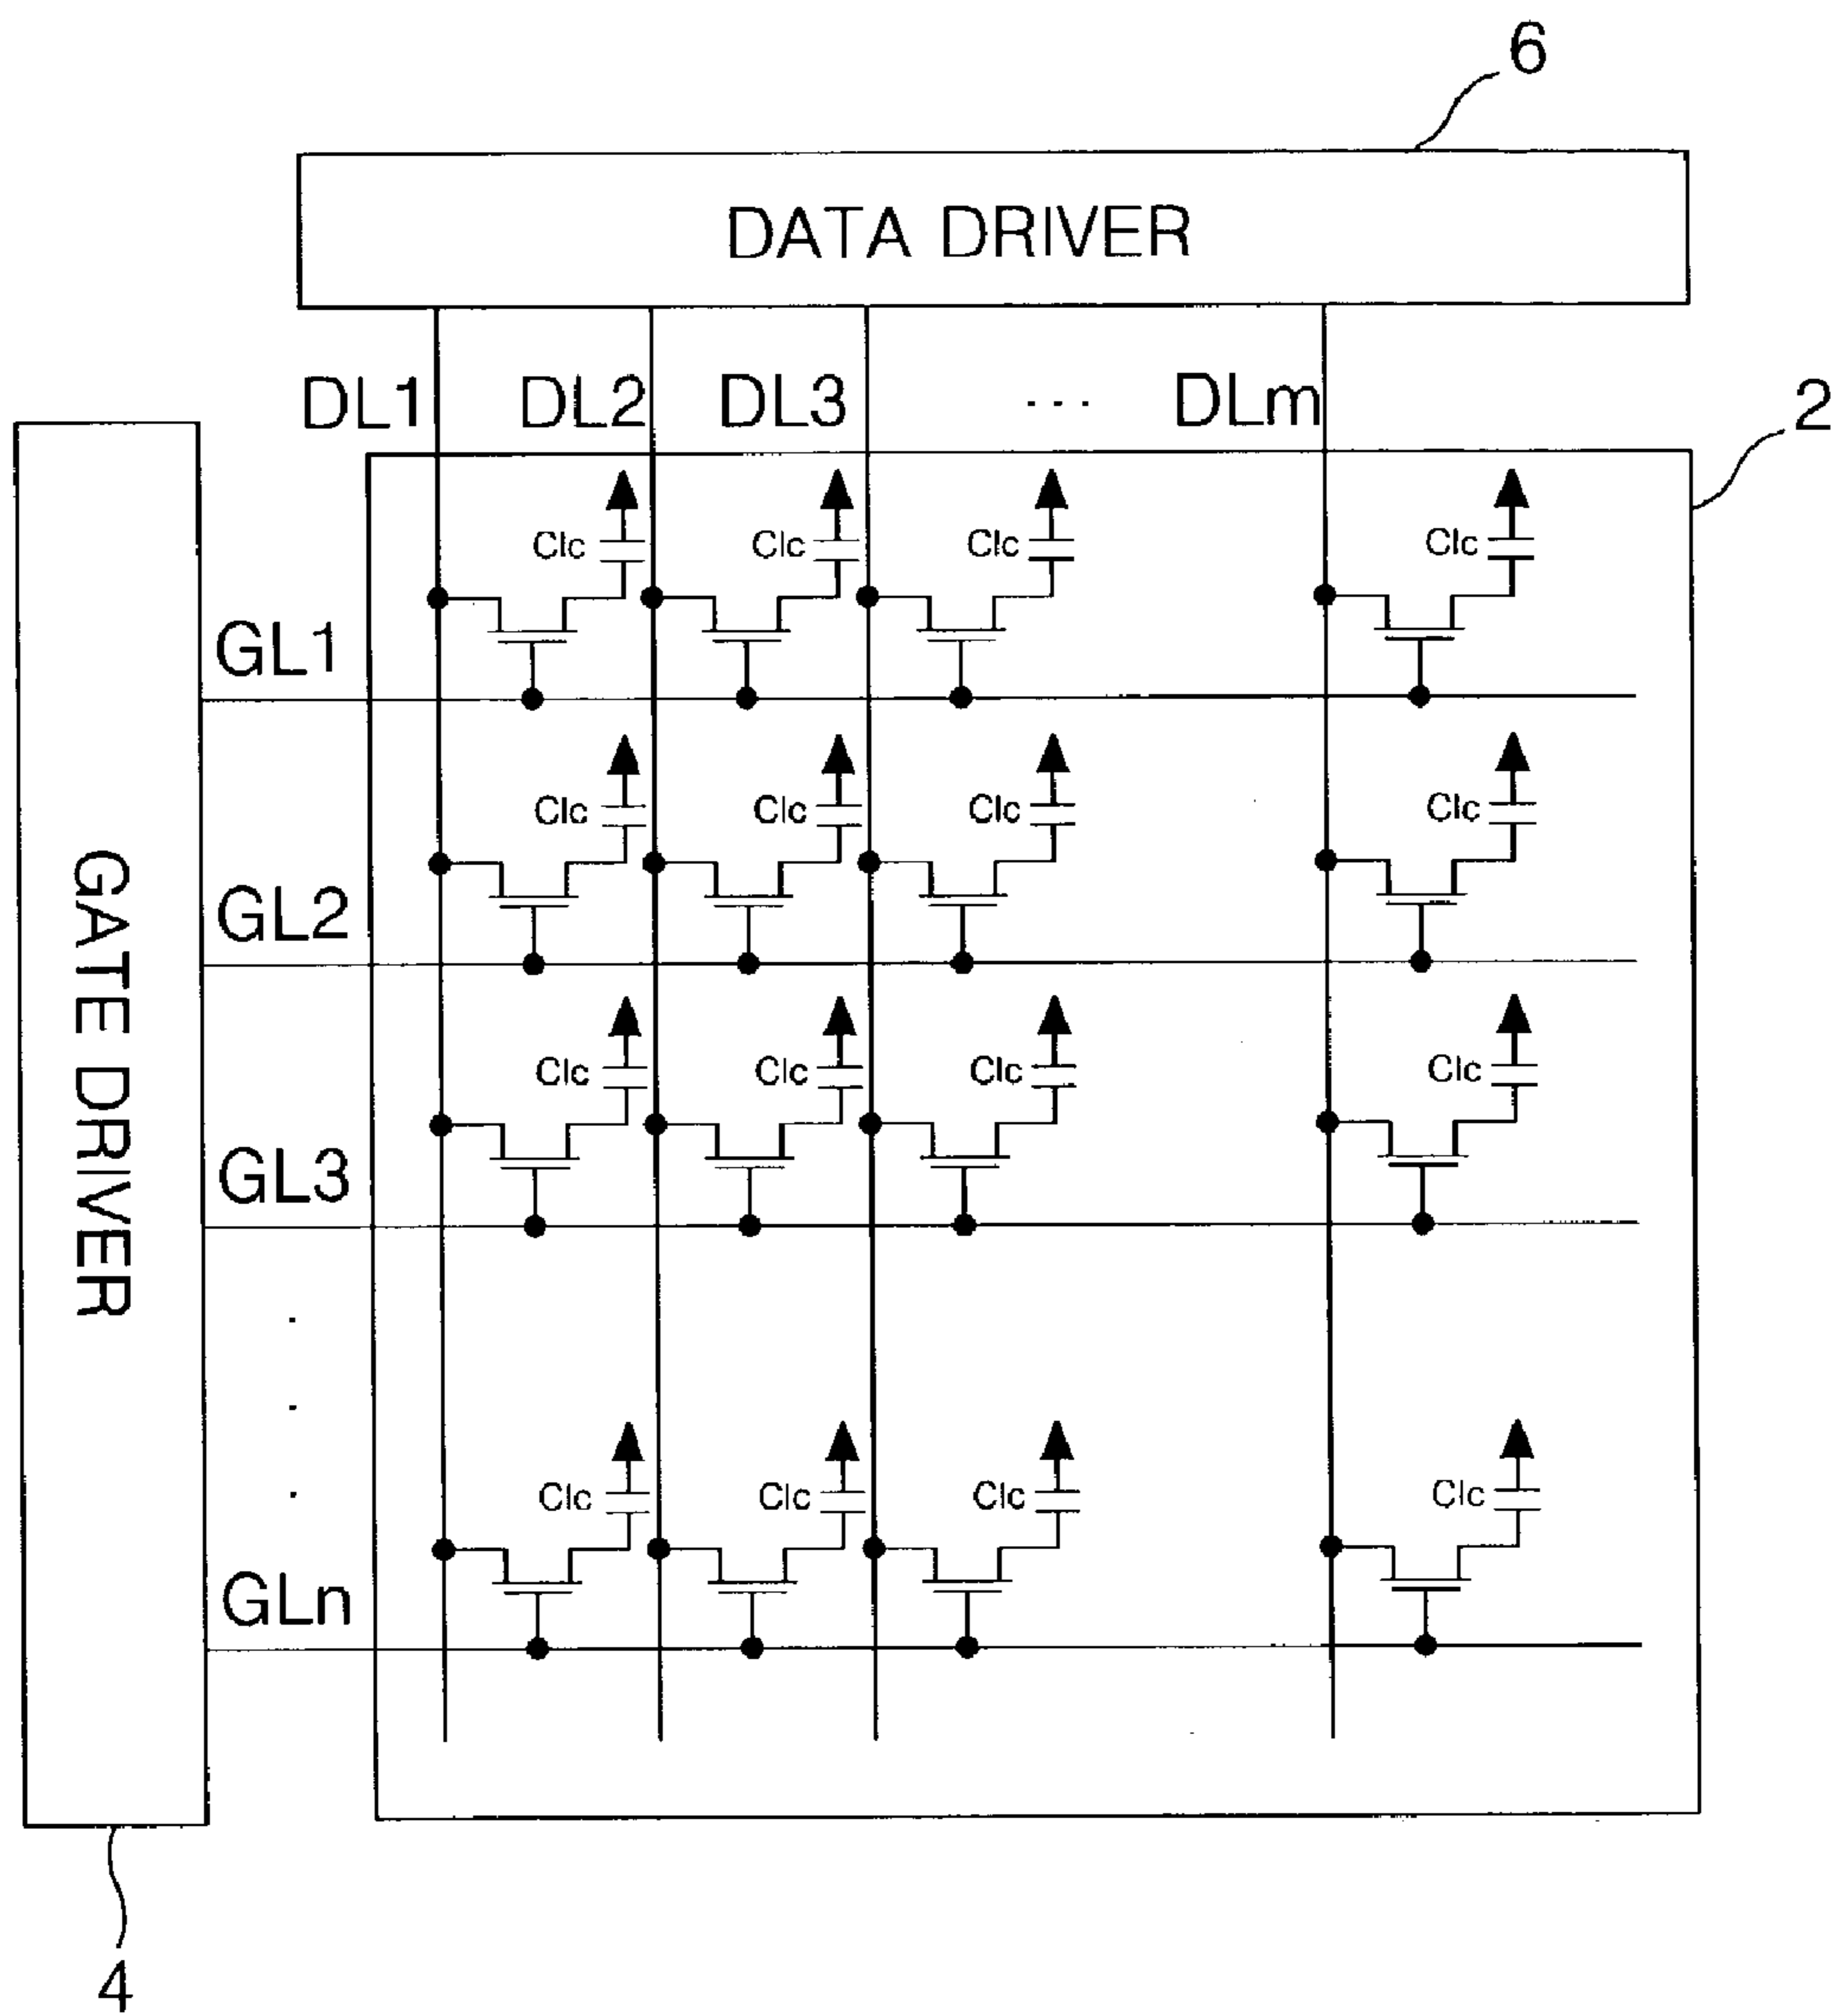 6
DATA DRIVER
DL1 DL2 DL3 ... DLm
2
Clc Clc Clc Clc
GL1
Clc Clc Clc Clc
GL2
Clc Clc Clc Clc
GL3
GATE DRIVER
.
.
.
Clc Clc Clc Clc
GLn
4